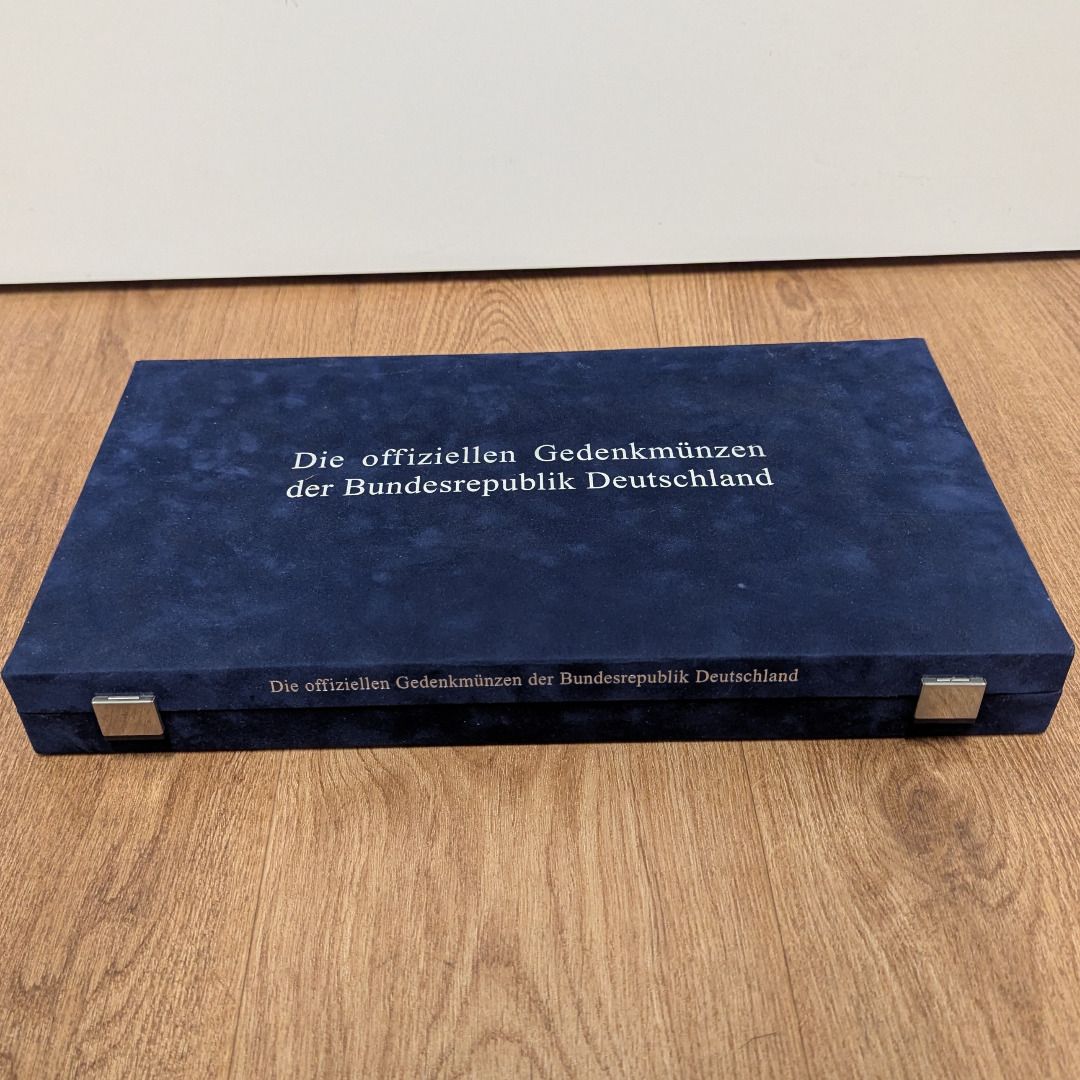 Die offiziellen Gedenkmünzen
der Bundesrepublik Deutschland
Die offiziellen Gedenkmünzen der Bundesrepublik Deutschland